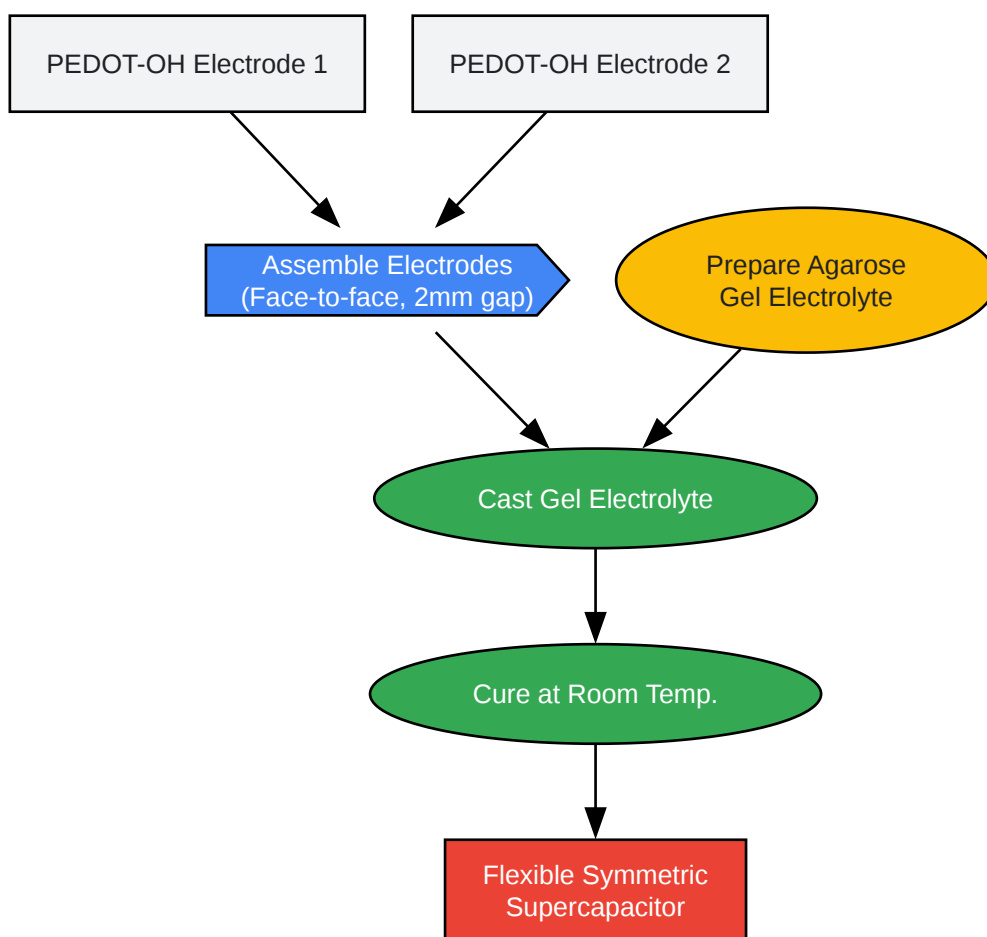 PEDOT-OH Electrode 1
PEDOT-OH Electrode 2
Assemble Electrodes
(Face-to-face, 2mm gap)
Prepare Agarose
Gel Electrolyte
Cast Gel Electrolyte
Cure at Room Temp.
Flexible Symmetric
Supercapacitor